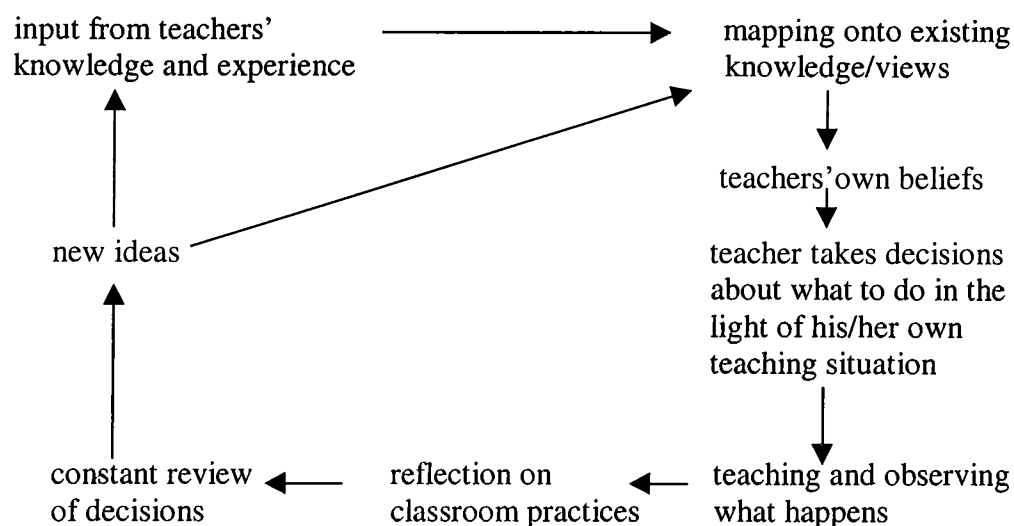 input from teachers’
knowledge and experience
mapping onto existing
knowledge/views
teachers’own beliefs
new ideas
teacher takes decisions
about what to do in the
light of his/her own
teaching situation
constant review
of decisions
reflection on
classroom practices
teaching and observing
what happens